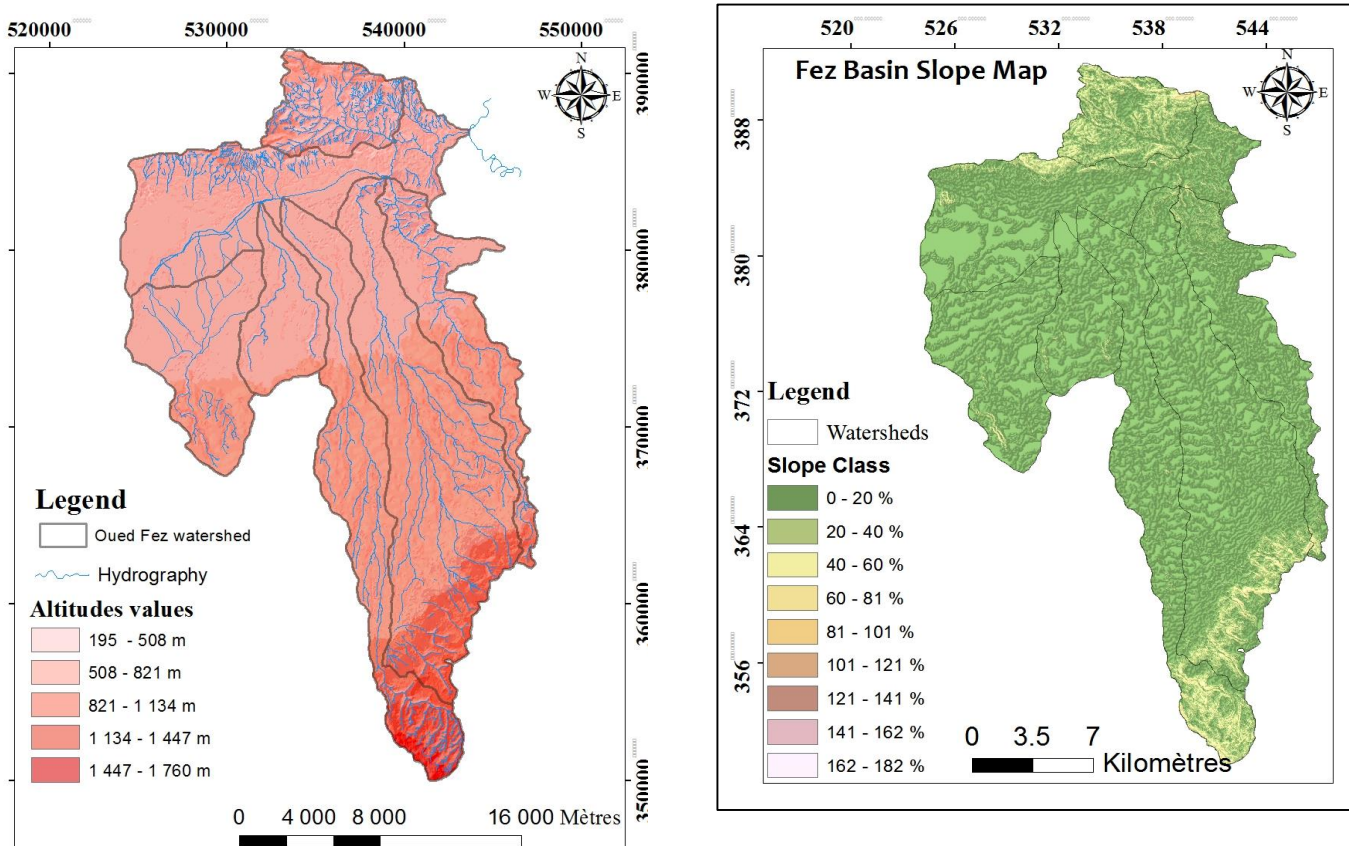 520000 530000 540000 550000
N
W E
S
390000
380000
370000
360000
350000
Legend
Oued Fez watershed
Hydrography
Altitudes values
195 - 508 m
508 - 821 m
821 - 1 134 m
1 134 - 1 447 m
1 447 - 1 760 m
0 4 000 8 000 16 000 Mètres
520 526 532 538 544
Fez Basin Slope Map
N
W E
S
388
380
372
364
356
Legend
Watersheds
Slope Class
0 - 20 %
20 - 40 %
40 - 60 %
60 - 81 %
81 - 101 %
101 - 121 %
121 - 141 %
141 - 162 %
162 - 182 %
0 3.5 7
Kilomètres